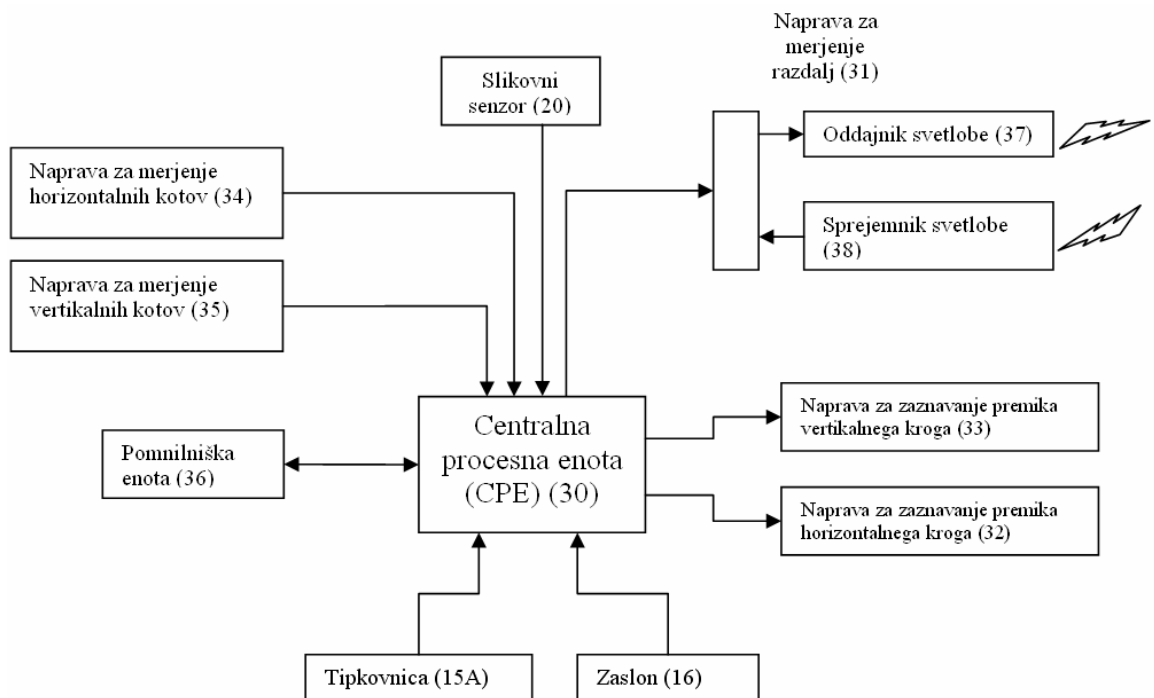 Naprava za
merjenje
razdalj (31)
Slikovni
senzor (20)
Oddajnik svetlobe (37)
Naprava za merjenje
horizontalnih kotov (34)
Sprejemnik svetlobe
(38)
Naprava za merjenje
vertikalnih kotov (35)
Naprava za zaznavanje premika
vertikalnega kroga (33)
Centralna
procesna enota
(CPE) (30)
Pomnilniška
enota (36)
Naprava za zaznavanje premika
horizontalnega kroga (32)
Tipkovnica (15A)
Zaslon (16)